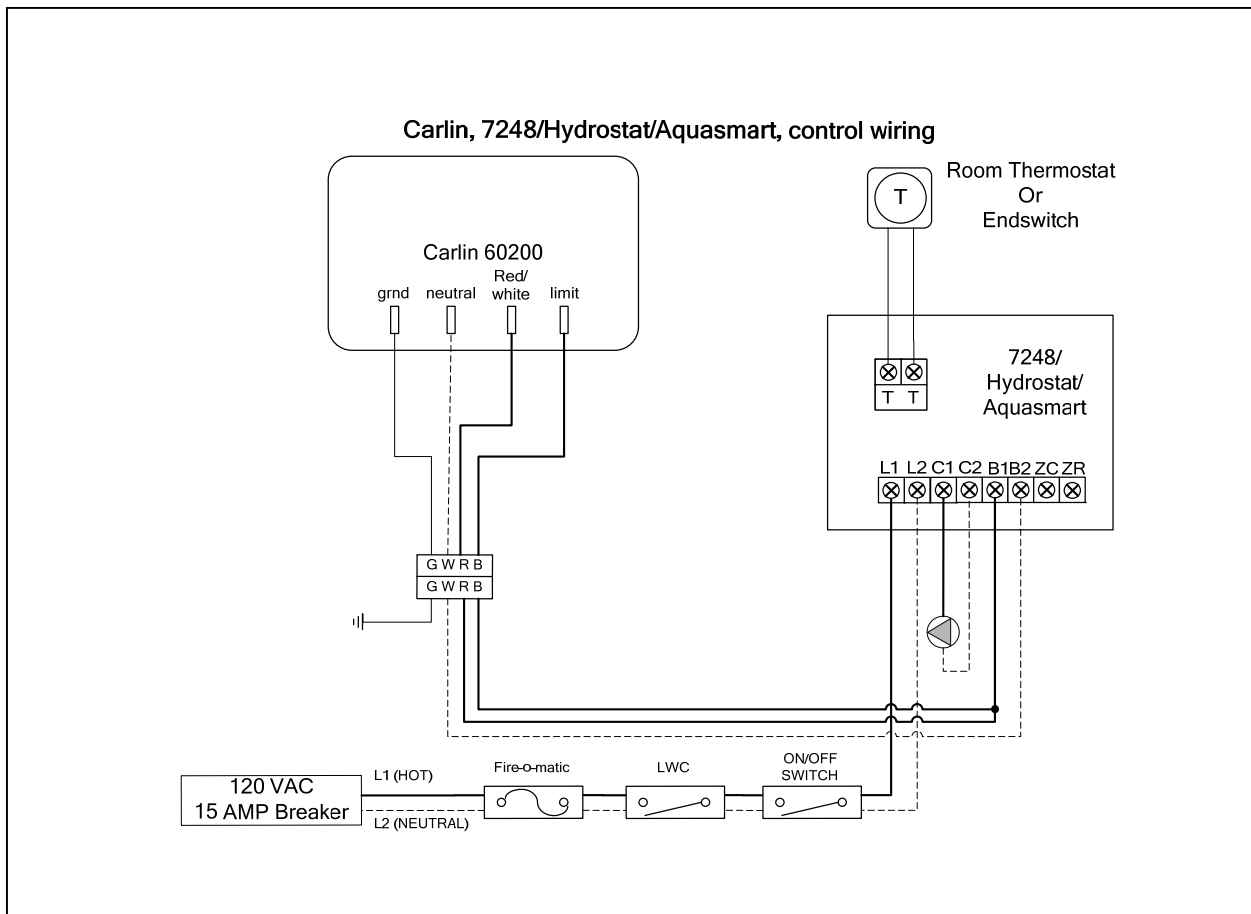 Carlin, 7248/Hydrostat/Aquasmart, control wiring
Carlin 60200
grnd
neutral
Red/
white
limit
T
Room Thermostat
Or
Endswitch
7248/
Hydrostat/
Aquasmart
T T
L1 L2 C1 C2 B1 B2 ZC ZR
G W R B
G W R B
120 VAC
15 AMP Breaker
L1 (HOT)
L2 (NEUTRAL)
Fire-o-matic
LWC
ON/OFF
SWITCH